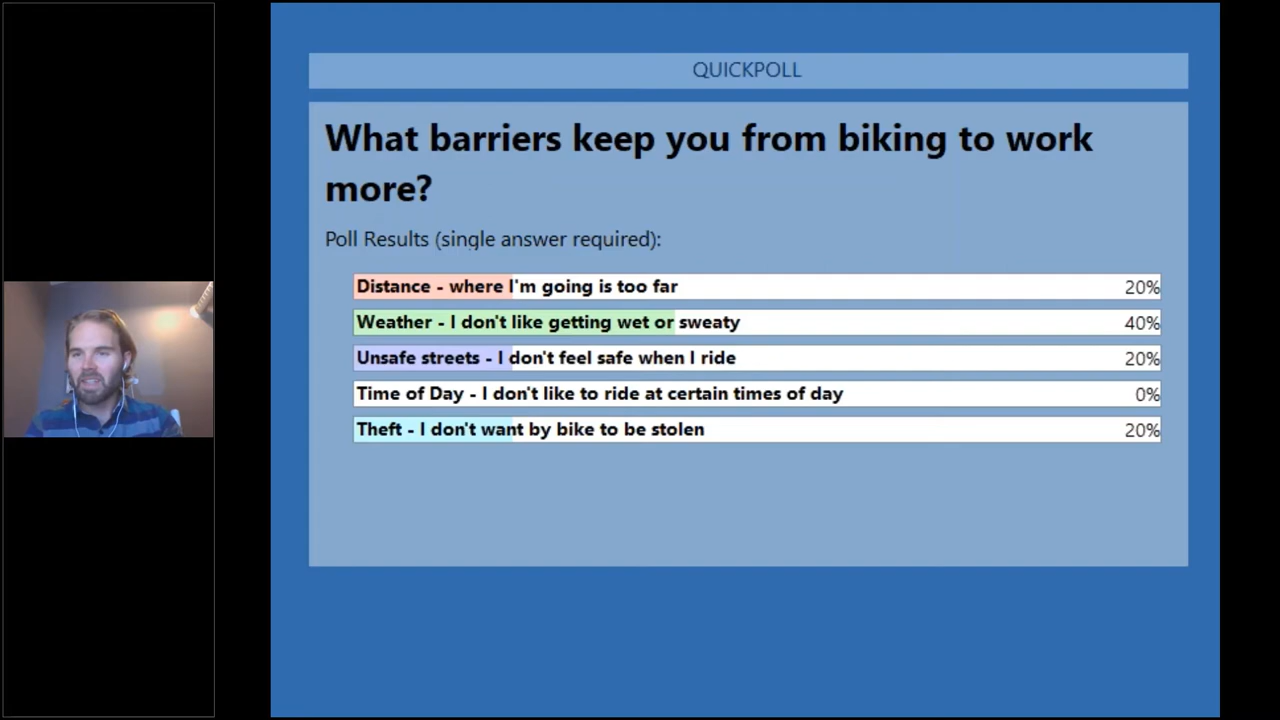 QUICKPOLL
What barriers keep you from biking to work
more?
Poll Results (single answer required):
Distance - where I'm going is too far 20%
Weather - I don't like getting wet or sweaty 40%
Unsafe streets - I don't feel safe when I ride 20%
Time of Day - I don't like to ride at certain times of day 0%
Theft - I don't want by bike to be stolen 20%